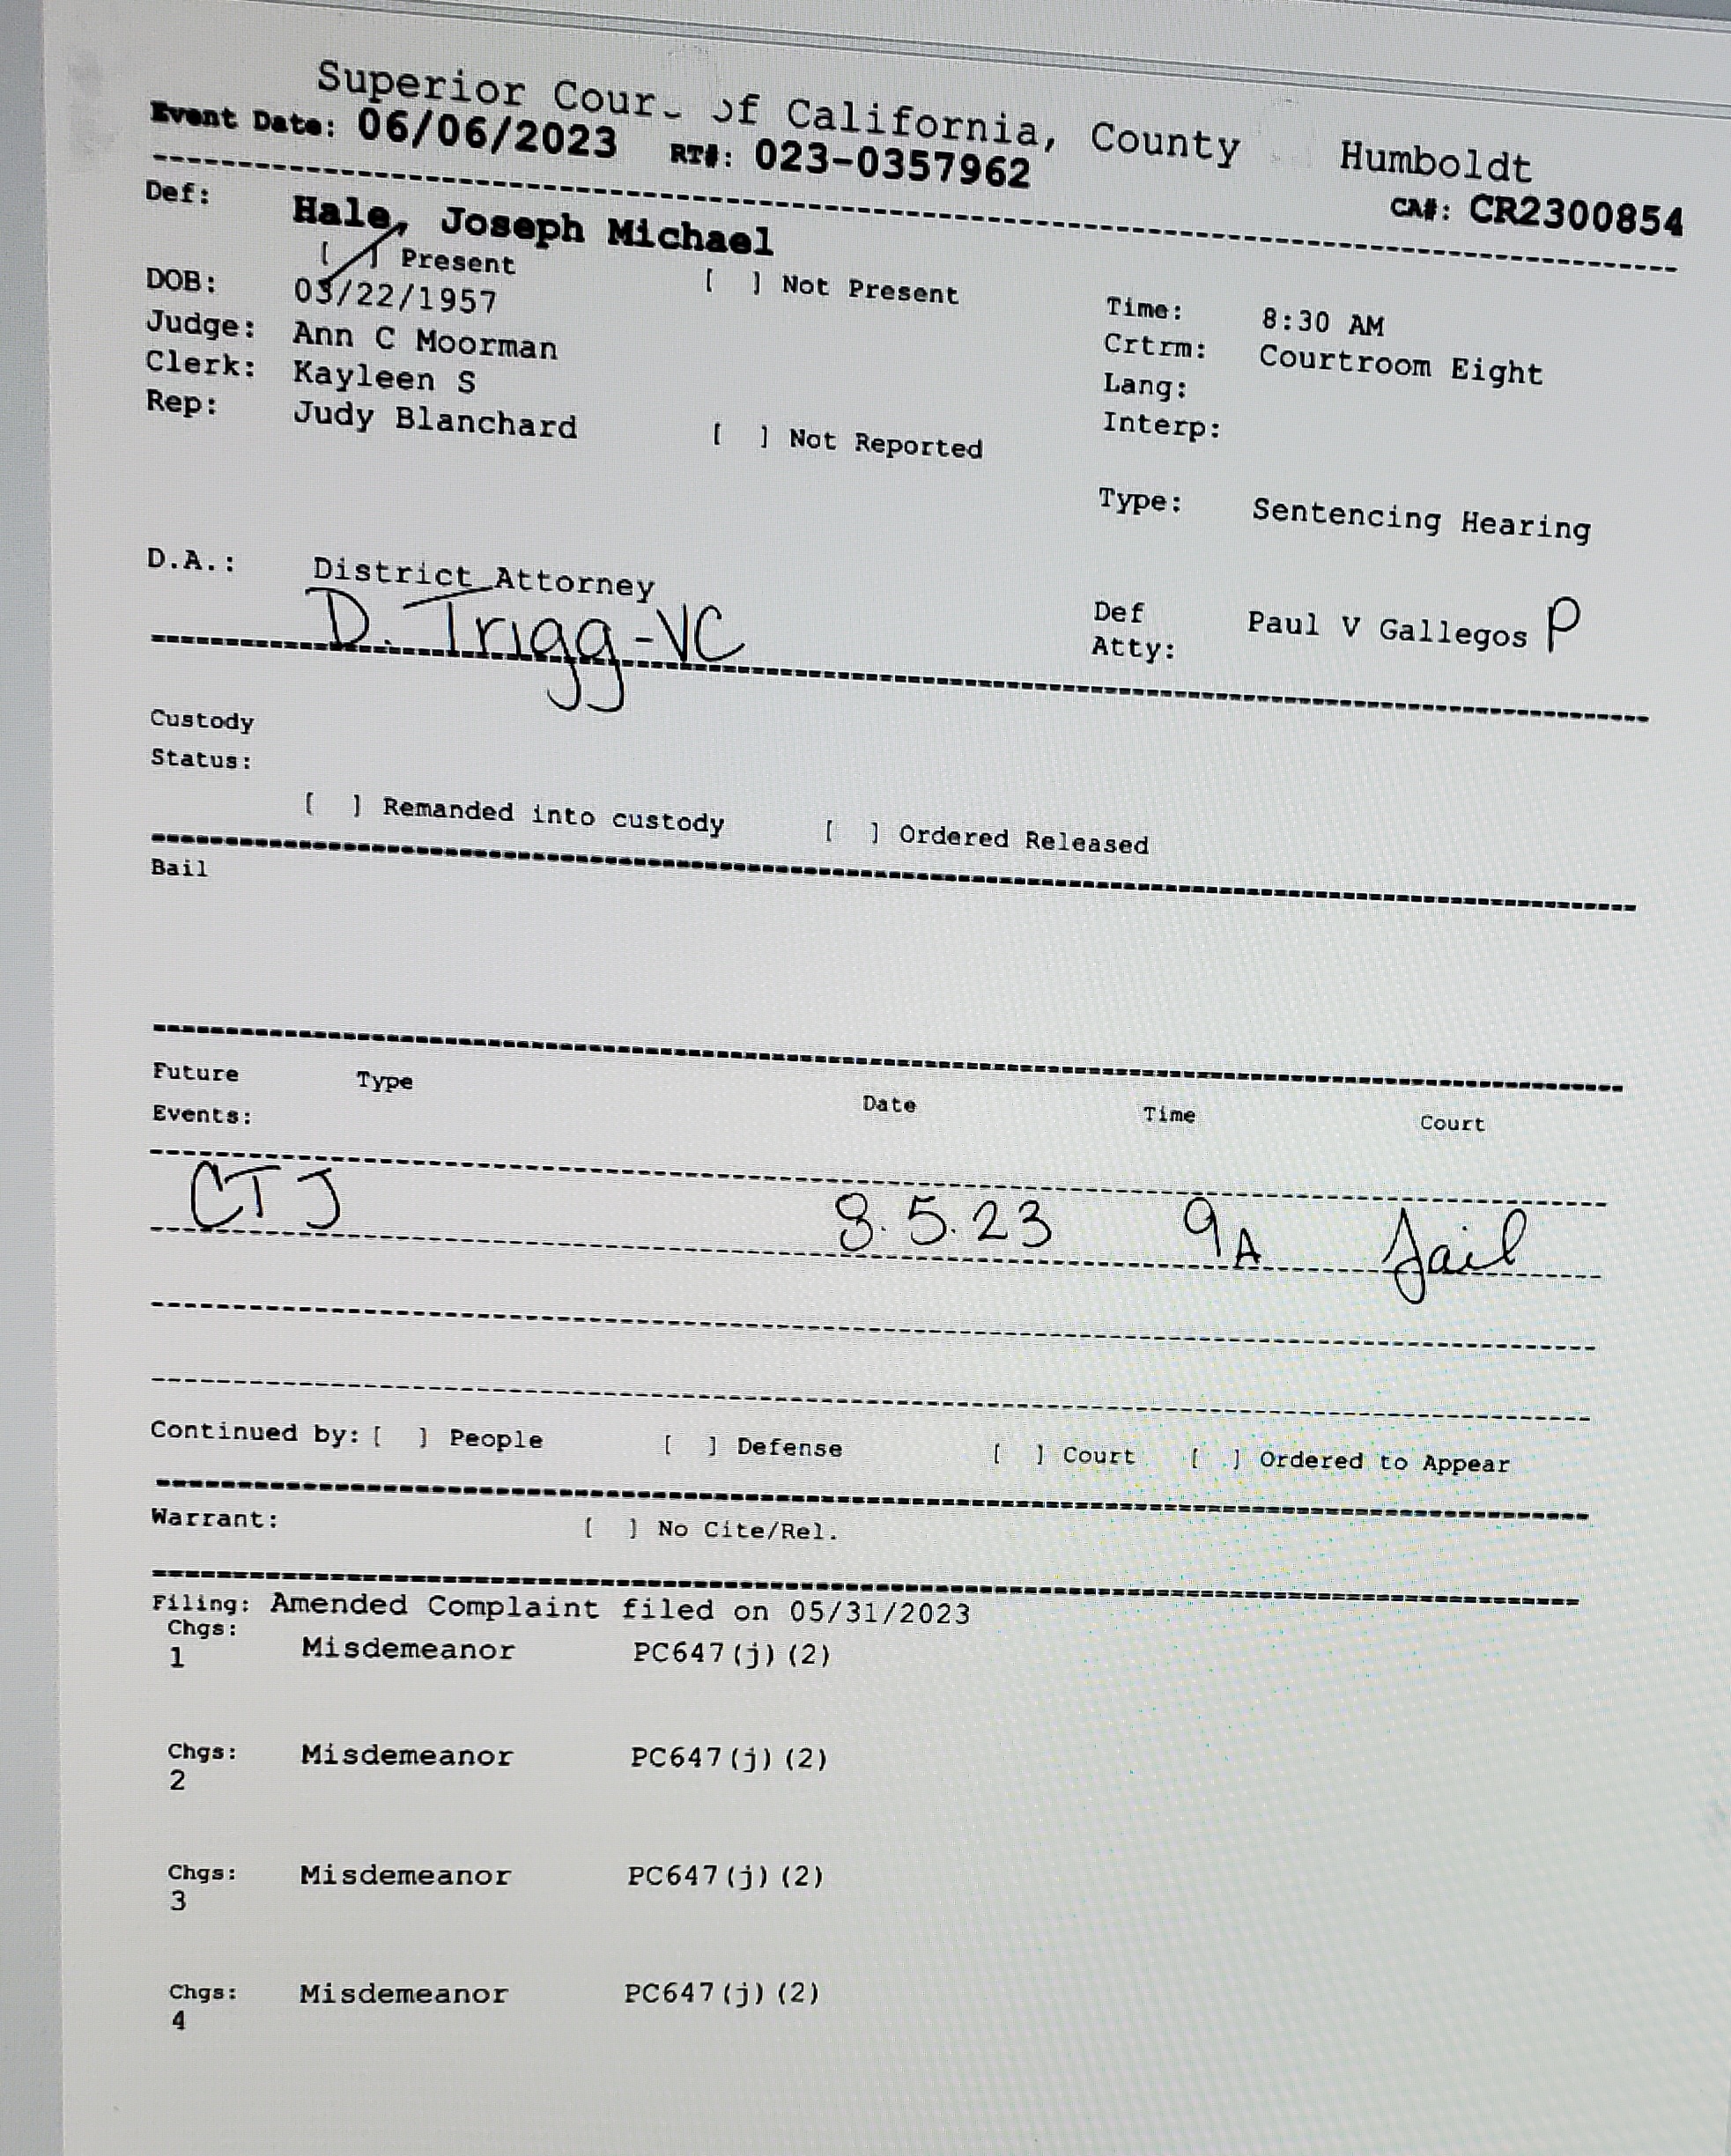 Superior Cour of California, County Humboldt
Event Date: 06/06/2023 RT#: 023-0357962 CA#: CR2300854
Def: Hale, Joseph Michael
[ / ] Present [ ] Not Present
DOB: 03/22/1957 Time: 8:30 AM
Judge: Ann C Moorman Crtrm: Courtroom Eight
Clerk: Kayleen S Lang:
Rep: Judy Blanchard [ ] Not Reported Interp:
Type: Sentencing Hearing
D.A.: District Attorney Def Paul V Gallegos P
D. Trigg-VC Atty:
Custody
Status:
[ ] Remanded into custody [ ] Ordered Released
Bail
Future Type Date Time Court
Events:
CTJ 8.5.23 9A Jail
Continued by: [ ] People [ ] Defense [ ] Court [ ] Ordered to Appear
Warrant: [ ] No Cite/Rel.
Filing: Amended Complaint filed on 05/31/2023
Chgs:
1 Misdemeanor PC647(j)(2)
Chgs: Misdemeanor PC647(j)(2)
2
Chgs: Misdemeanor PC647(j)(2)
3
Chgs: Misdemeanor PC647(j)(2)
4